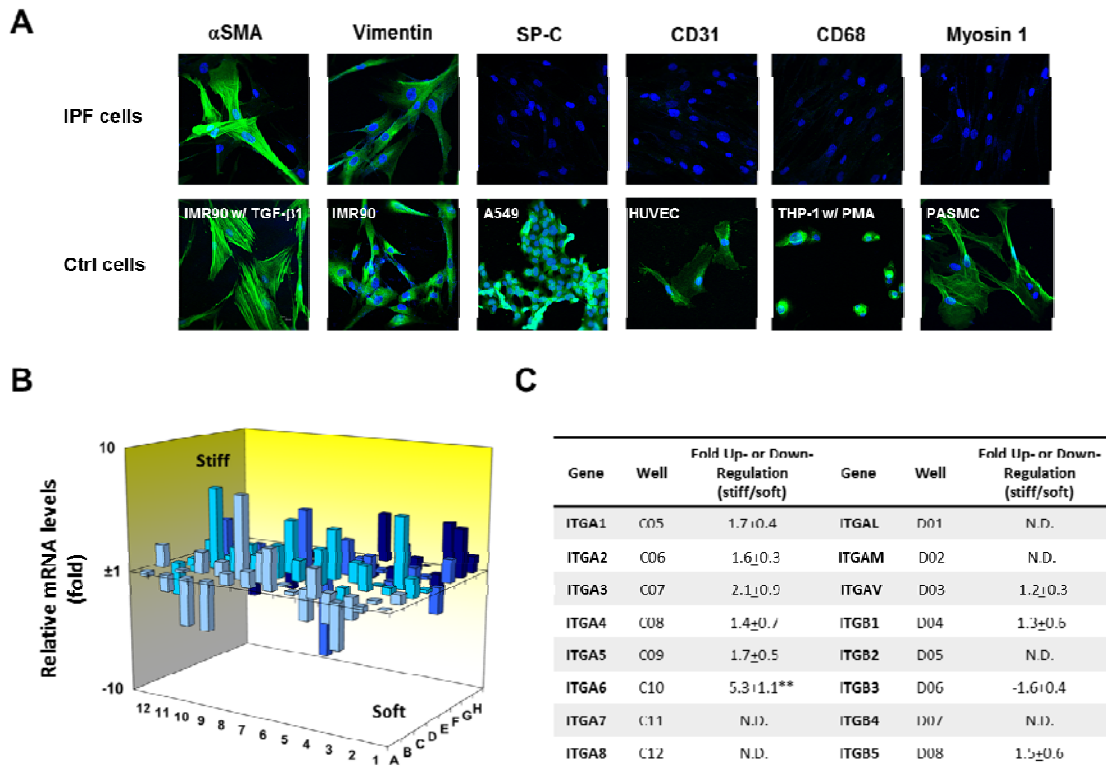 A
αSMA Vimentin SP-C CD31 CD68 Myosin 1
IPF cells
IMR90 w/ TGF-β1 IMR90 A549 HUVEC THP-1 w/ PMA PASMC
Ctrl cells
B
Relative mRNA levels
(fold)
10
±1
-10
Stiff
Soft
12 11 10 9 8 7 6 5 4 3 2 1
A B C D E F G H
C
Gene Well Fold Up- or Down-Regulation (stiff/soft) Gene Well Fold Up- or Down-Regulation (stiff/soft)
ITGA1 C05 1.7±0.4 ITGAL D01 N.D.
ITGA2 C06 1.6±0.3 ITGAM D02 N.D.
ITGA3 C07 2.1±0.9 ITGAV D03 1.2±0.3
ITGA4 C08 1.4±0.7 ITGB1 D04 1.3±0.6
ITGA5 C09 1.7±0.5 ITGB2 D05 N.D.
ITGA6 C10 5.3±1.1** ITGB3 D06 -1.6±0.4
ITGA7 C11 N.D. ITGB4 D07 N.D.
ITGA8 C12 N.D. ITGB5 D08 1.5±0.6